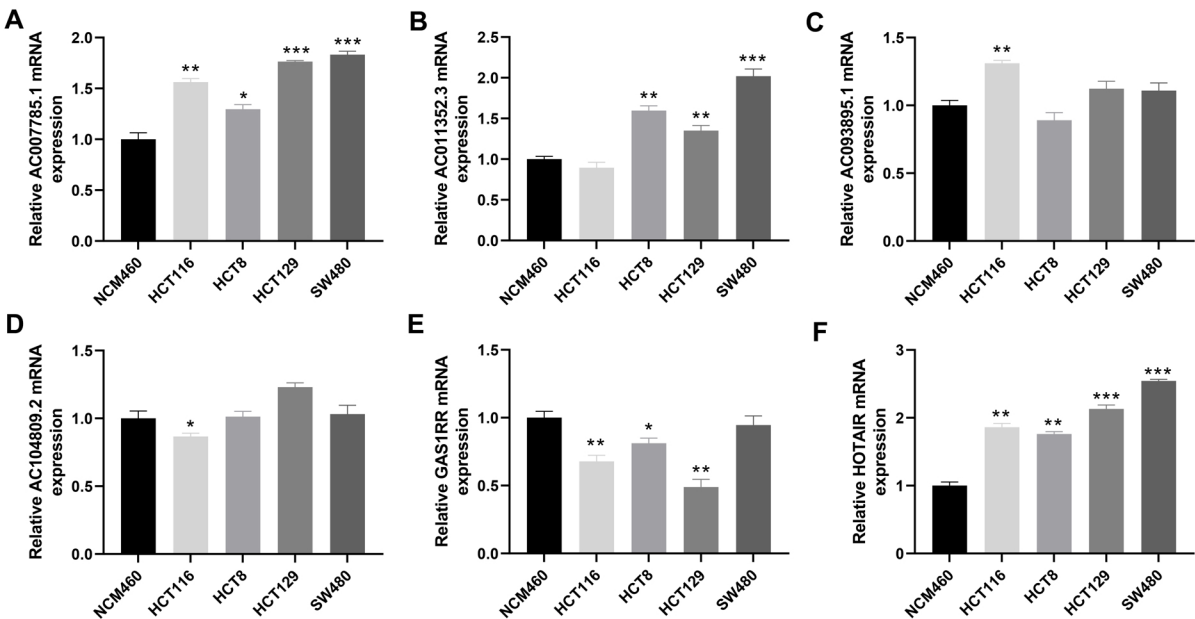 A
Relative AC007785.1 mRNA
expression
2.0
1.5
1.0
0.5
0.0
**
*
***
***
NCM460
HCT116
HCT8
HCT129
SW480
B
Relative AC011352.3 mRNA
expression
2.5
2.0
1.5
1.0
0.5
0.0
**
**
***
NCM460
HCT116
HCT8
HCT129
SW480
C
Relative AC093895.1 mRNA
expression
1.5
1.0
0.5
0.0
**
NCM460
HCT116
HCT8
HCT129
SW480
D
Relative AC104809.2 mRNA
expression
1.5
1.0
0.5
0.0
*
NCM460
HCT116
HCT8
HCT129
SW480
E
Relative GAS1RR mRNA
expression
1.5
1.0
0.5
0.0
**
*
**
NCM460
HCT116
HCT8
HCT129
SW480
F
Relative HOTAIR mRNA
expression
3
2
1
0
**
**
***
***
NCM460
HCT116
HCT8
HCT129
SW480